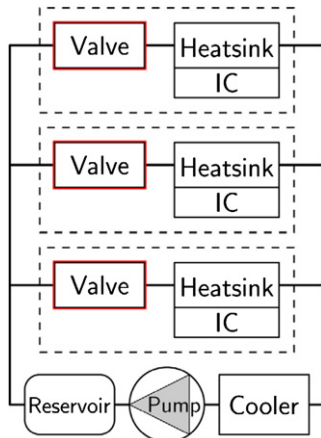 Valve Heatsink
IC
Valve Heatsink
IC
Valve Heatsink
IC
Reservoir Pump Cooler